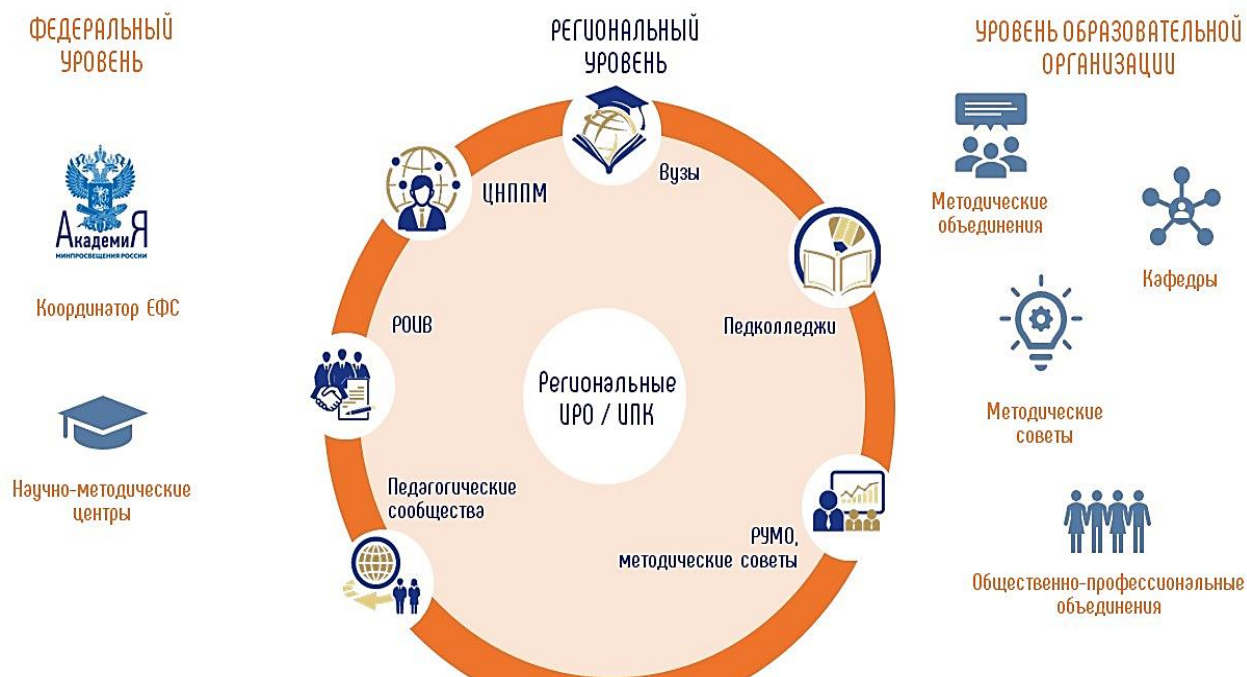 ФЕДЕРАЛЬНЫЙ
УРОВЕНЬ
АкадемиЯ
МИНПРОСВЕЩЕНИЯ РОССИИ
Координатор ЕФС
Научно-методические
центры
РЕГИОНАЛЬНЫЙ
УРОВЕНЬ
Вузы
ЦНППМ
Педколледжи
РОИВ
Региональные
ИРО / ИПК
Педагогические
сообщества
РУМО,
методические советы
УРОВЕНЬ ОБРАЗОВАТЕЛЬНОЙ
ОРГАНИЗАЦИИ
Методические
объединения
Кафедры
Методические
советы
Общественно-профессиональные
объединения